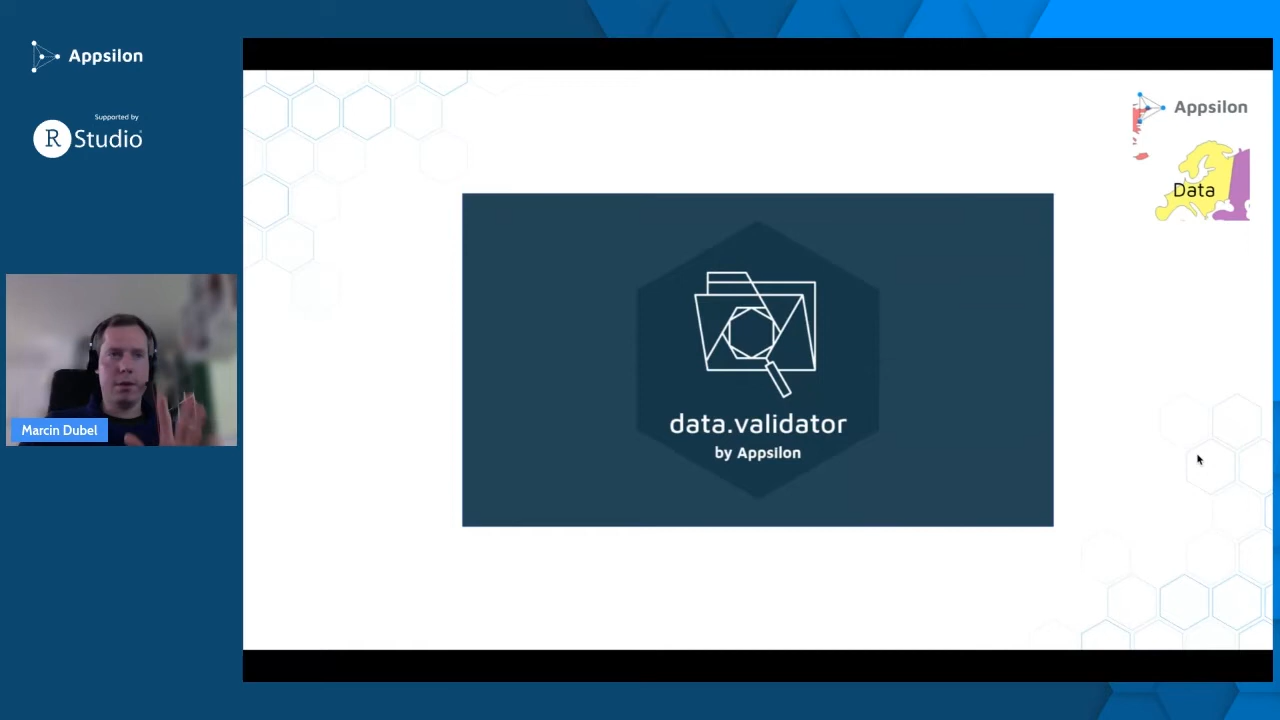 Appsilon
Supported by
R Studio
Appsilon
Data
data.validator
by Appsilon
Marcin Dubel